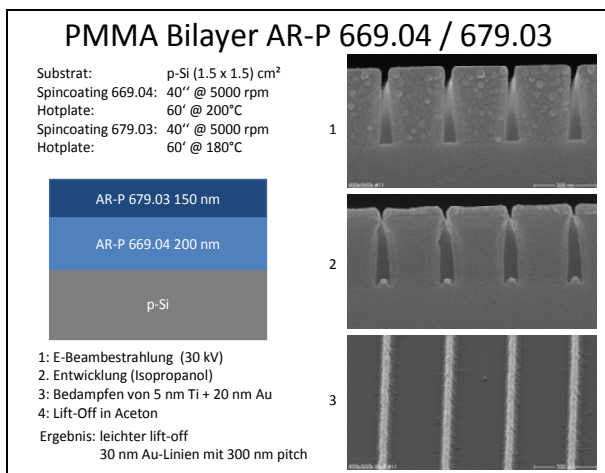 PMMA Bilayer AR-P 669.04 / 679.03
Substrat: p-Si (1.5 x 1.5) cm²
Spincoating 669.04: 40‘‘ @ 5000 rpm
Hotplate: 60‘ @ 200°C
Spincoating 679.03: 40‘‘ @ 5000 rpm
Hotplate: 60‘ @ 180°C
AR-P 679.03 150 nm
AR-P 669.04 200 nm
p-Si
1: E-Beambestrahlung (30 kV)
2. Entwicklung (Isopropanol)
3: Bedampfen von 5 nm Ti + 20 nm Au
4: Lift-Off in Aceton
Ergebnis: leichter lift-off
30 nm Au-Linien mit 300 nm pitch
1
300 nm
2
3